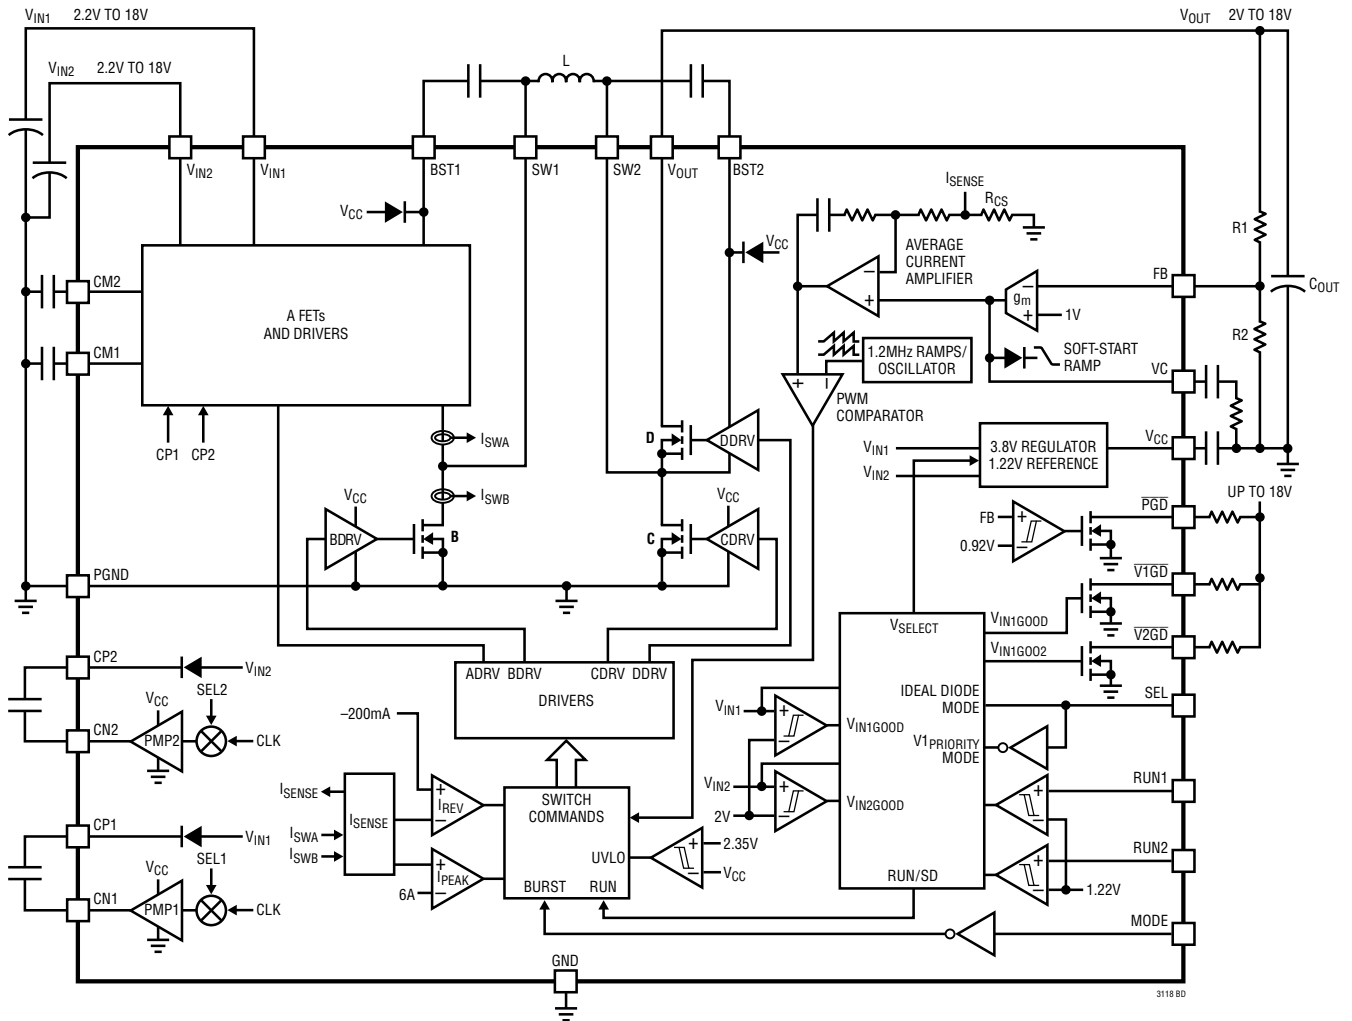 VIN1 2.2V TO 18V
VOUT 2V TO 18V
VIN2 2.2V TO 18V
L
VIN2
VIN1
BST1
SW1
SW2
VOUT
BST2
ISENSE
RCS
VCC
VCC
AVERAGE
CURRENT
AMPLIFIER
R1
CM2
FB
COUT
A FETs
AND DRIVERS
gm
1V
CM1
1.2MHz RAMPS/
OSCILLATOR
SOFT-START
RAMP
R2
VC
PWM
COMPARATOR
CP1
CP2
ISWA
D
DDRV
VIN1
VIN2
3.8V REGULATOR
1.22V REFERENCE
VCC
ISWB
VCC
VCC
UP TO 18V
BDRV
B
C
CDRV
FB
0.92V
PGD
PGND
V1GD
VSELECT
VIN1GOOD
V2GD
VIN1GOO2
CP2
VIN2
SEL2
VCC
CN2
PMP2
CLK
ADRV BDRV
CDRV DDRV
DRIVERS
–200mA
IDEAL DIODE
MODE
SEL
VIN1
VIN1GOOD
V1PRIORITY
MODE
VIN2
VIN2GOOD
2V
RUN1
ISENSE
ISENSE
ISWA
ISWB
IREV
IPEAK
6A
SWITCH
COMMANDS
UVLO
BURST
RUN
2.35V
VCC
RUN2
RUN/SD
1.22V
CP1
VIN1
SEL1
VCC
CN1
PMP1
CLK
MODE
GND
3118 BD